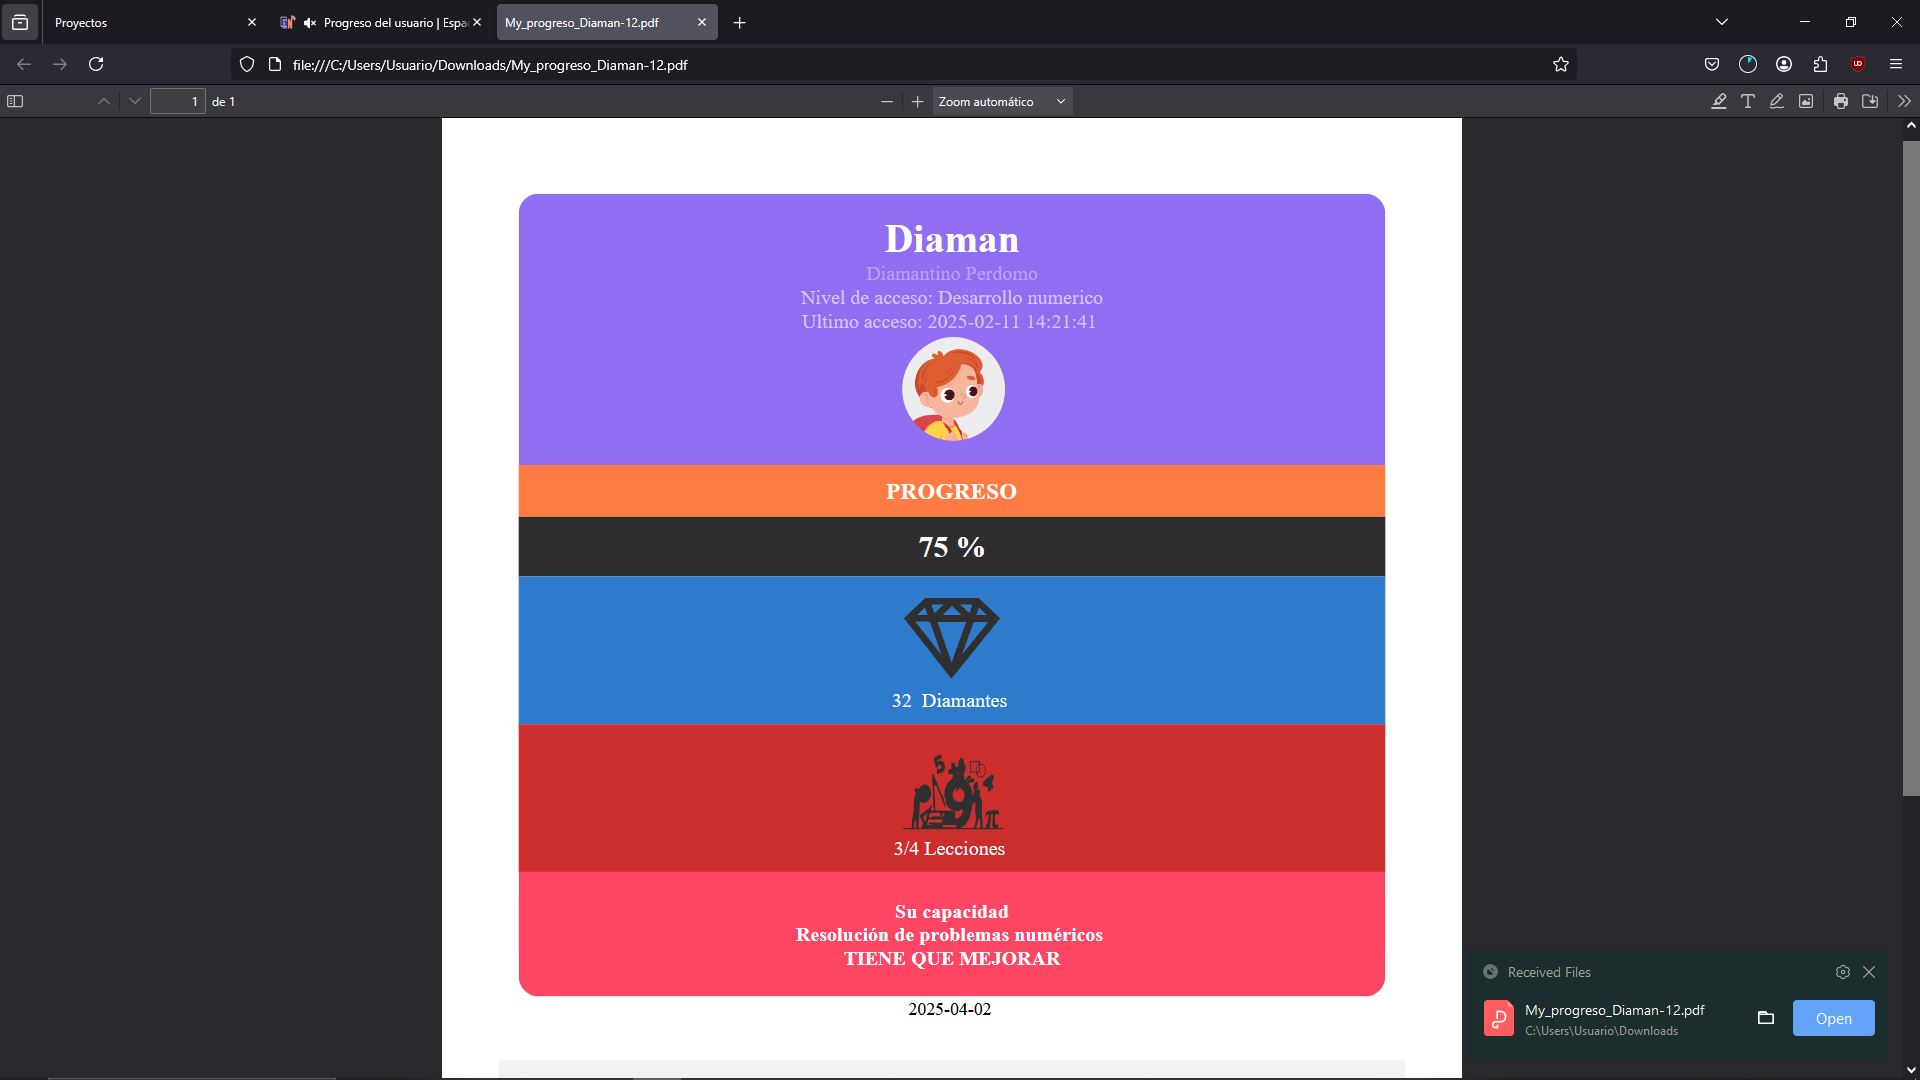 Proyectos
Progreso del usuario | Espa
My_progreso_Diaman-12.pdf
file:///C:/Users/Usuario/Downloads/My_progreso_Diaman-12.pdf
1 de 1
Zoom automático
Diaman
Diamantino Perdomo
Nivel de acceso: Desarrollo numerico
Ultimo acceso: 2025-02-11 14:21:41
PROGRESO
75 %
32 Diamantes
3/4 Lecciones
Su capacidad
Resolución de problemas numéricos
TIENE QUE MEJORAR
2025-04-02
Received Files
My_progreso_Diaman-12.pdf
C:\Users\Usuario\Downloads
Open